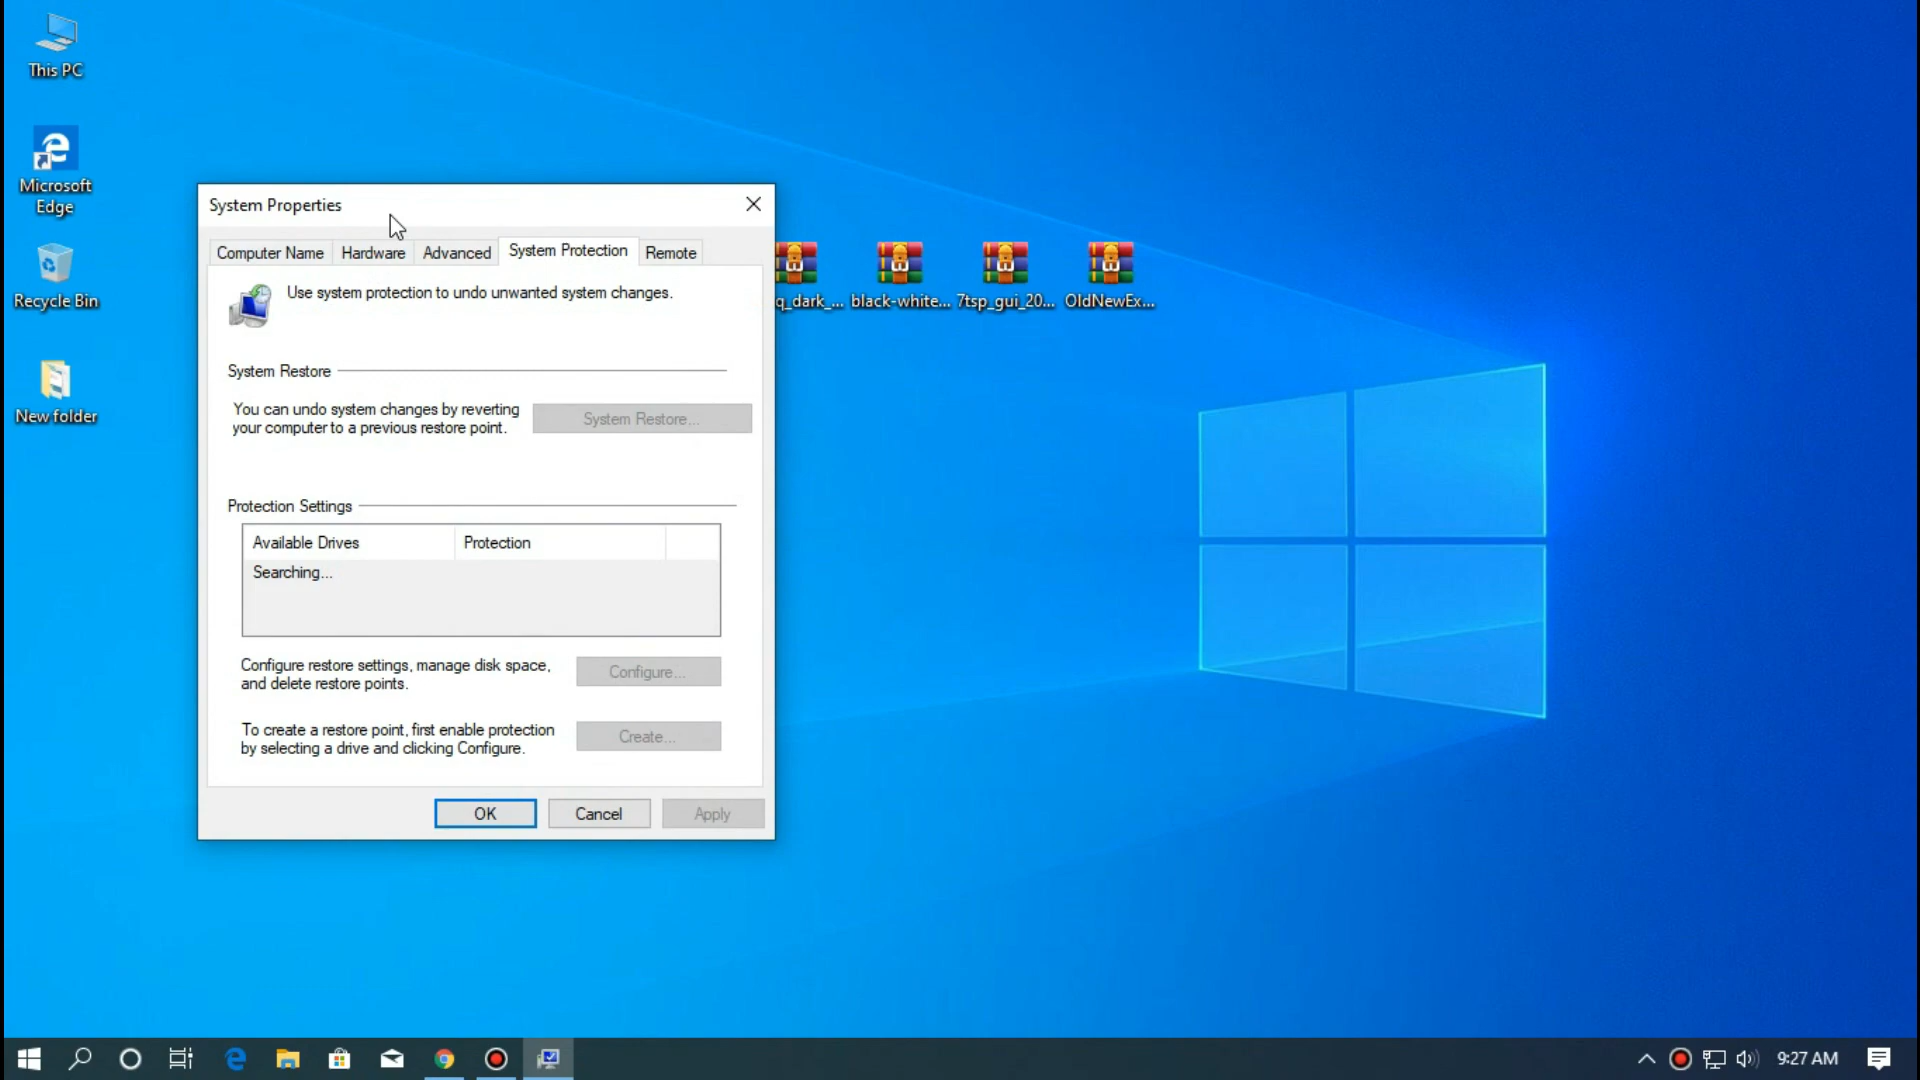 This PC
Microsoft
Edge
Recycle Bin
New folder
System Properties
Computer Name
Hardware
Advanced
System Protection
Remote
Use system protection to undo unwanted system changes.
System Restore
You can undo system changes by reverting
your computer to a previous restore point.
System Restore...
Protection Settings
Available Drives
Protection
Searching...
Configure restore settings, manage disk space,
and delete restore points.
Configure...
To create a restore point, first enable protection
by selecting a drive and clicking Configure.
Create...
OK
Cancel
Apply
q_dark_...
black-white...
7tsp_gui_20...
OldNewEx...
9:27 AM